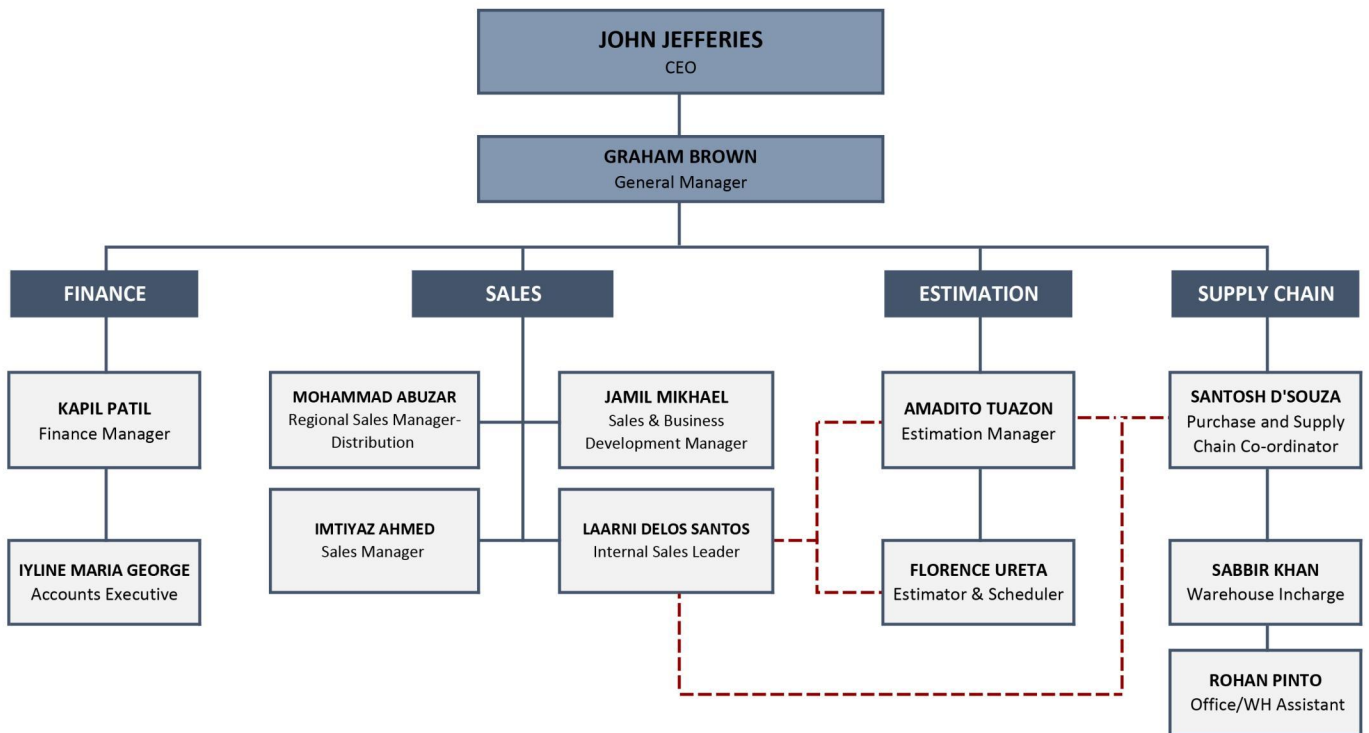 JOHN JEFFERIES
CEO
GRAHAM BROWN
General Manager
FINANCE
SALES
ESTIMATION
SUPPLY CHAIN
KAPIL PATIL
Finance Manager
MOHAMMAD ABUZAR
Regional Sales Manager-
Distribution
JAMIL MIKHAEL
Sales & Business
Development Manager
AMADITO TUAZON
Estimation Manager
SANTOSH D'SOUZA
Purchase and Supply
Chain Co-ordinator
IYLINE MARIA GEORGE
Accounts Executive
IMTIYAZ AHMED
Sales Manager
LAARNI DELOS SANTOS
Internal Sales Leader
FLORENCE URETA
Estimator & Scheduler
SABBIR KHAN
Warehouse Incharge
ROHAN PINTO
Office/WH Assistant